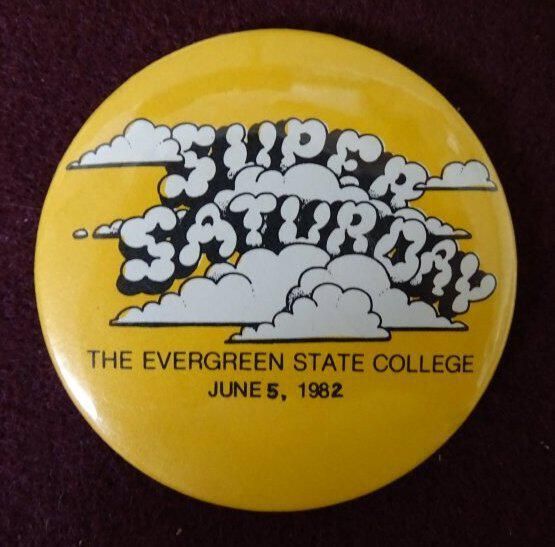 SUPER
SATURDAY
THE EVERGREEN STATE COLLEGE
JUNE 5, 1982